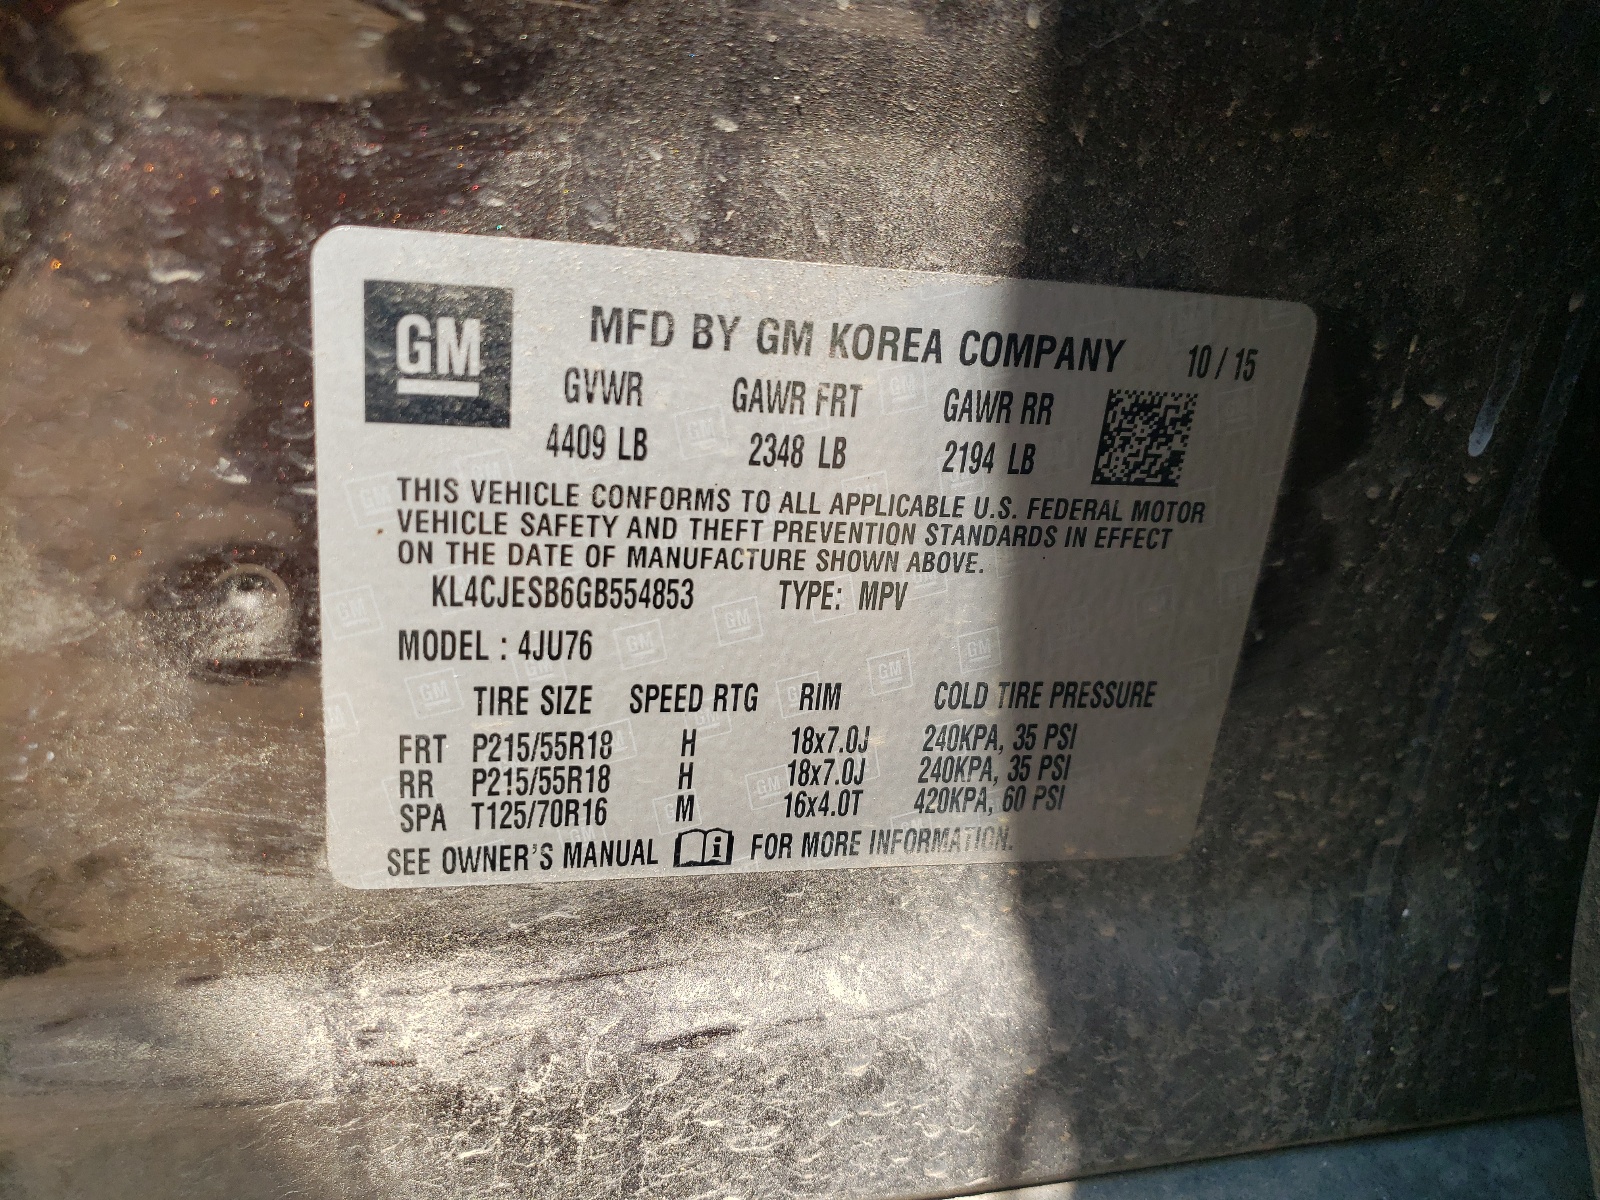 GM
MFD BY GM KOREA COMPANY 10 / 15
GVWR GAWR FRT GAWR RR
4409 LB 2348 LB 2194 LB
THIS VEHICLE CONFORMS TO ALL APPLICABLE U.S. FEDERAL MOTOR
VEHICLE SAFETY AND THEFT PREVENTION STANDARDS IN EFFECT
ON THE DATE OF MANUFACTURE SHOWN ABOVE.
KL4CJESB6GB554853 TYPE: MPV
MODEL : 4JU76
TIRE SIZE SPEED RTG RIM COLD TIRE PRESSURE
FRT P215/55R18 H 18x7.0J 240KPA, 35 PSI
RR P215/55R18 H 18x7.0J 240KPA, 35 PSI
SPA T125/70R16 M 16x4.0T 420KPA, 60 PSI
SEE OWNER'S MANUAL FOR MORE INFORMATION.